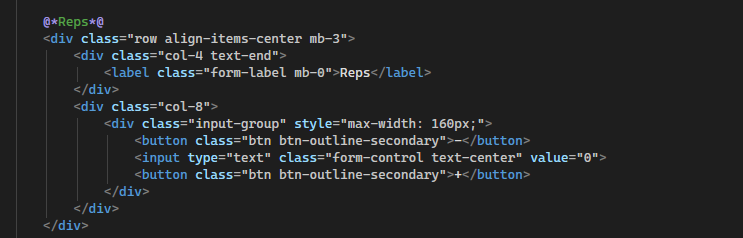 @*Reps*@
<div class="row align-items-center mb-3">
<div class="col-4 text-end">
<label class="form-label mb-0">Reps</label>
</div>
<div class="col-8">
<div class="input-group" style="max-width: 160px;">
<button class="btn btn-outline-secondary">-</button>
<input type="text" class="form-control text-center" value="0">
<button class="btn btn-outline-secondary">+</button>
</div>
</div>
</div>